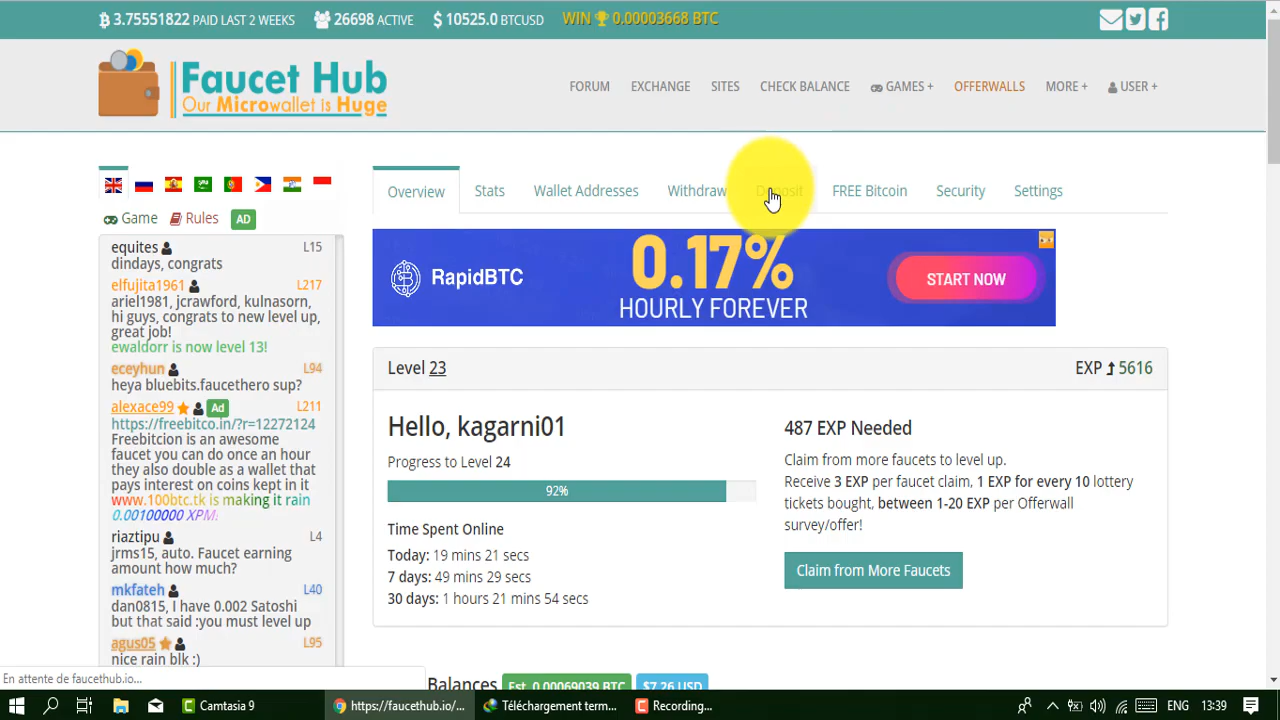 3.75551822 PAID LAST 2 WEEKS 26698 ACTIVE $ 10525.0 BTCUSD WIN 0.00003668 BTC
Faucet Hub
Our Microwallet is Huge
FORUM EXCHANGE SITES CHECK BALANCE GAMES + OFFERWALLS MORE + USER +
Overview Stats Wallet Addresses Withdraw Deposit FREE Bitcoin Security Settings
Game Rules AD
equites L15
dindays, congrats
elfujita1961 L217
ariel1981, jcrawford, kulnasorn,
hi guys, congrats to new level up,
great job!
ewaldorr is now level 13!
eceyhun L94
heya bluebits.faucethero sup?
alexace99 Ad L211
https://freebitco.in/?r=12272124
Freebitcion is an awesome
faucet you can do once an hour
they also double as a wallet that
pays interest on coins kept in it
www.100btc.tk is making it rain
0.00100000 XPM!
riaztipu L4
jrms15, auto. Faucet earning
amount how much?
mkfateh L40
dan0815, I have 0.002 Satoshi
but that said :you must level up
agus05 L95
nice rain blk :)
RapidBTC
0.17%
HOURLY FOREVER
START NOW
Level 23 EXP 5616
Hello, kagarni01
Progress to Level 24
92%
Time Spent Online
Today: 19 mins 21 secs
7 days: 49 mins 29 secs
30 days: 1 hours 21 mins 54 secs
487 EXP Needed
Claim from more faucets to level up.
Receive 3 EXP per faucet claim, 1 EXP for every 10 lottery
tickets bought, between 1-20 EXP per Offerwall
survey/offer!
Claim from More Faucets
Balances Est. 0.00069039 BTC $7.26 USD
En attente de faucethub.io...
Camtasia 9 https://faucethub.io/... Téléchargement term... Recording... ENG 13:39